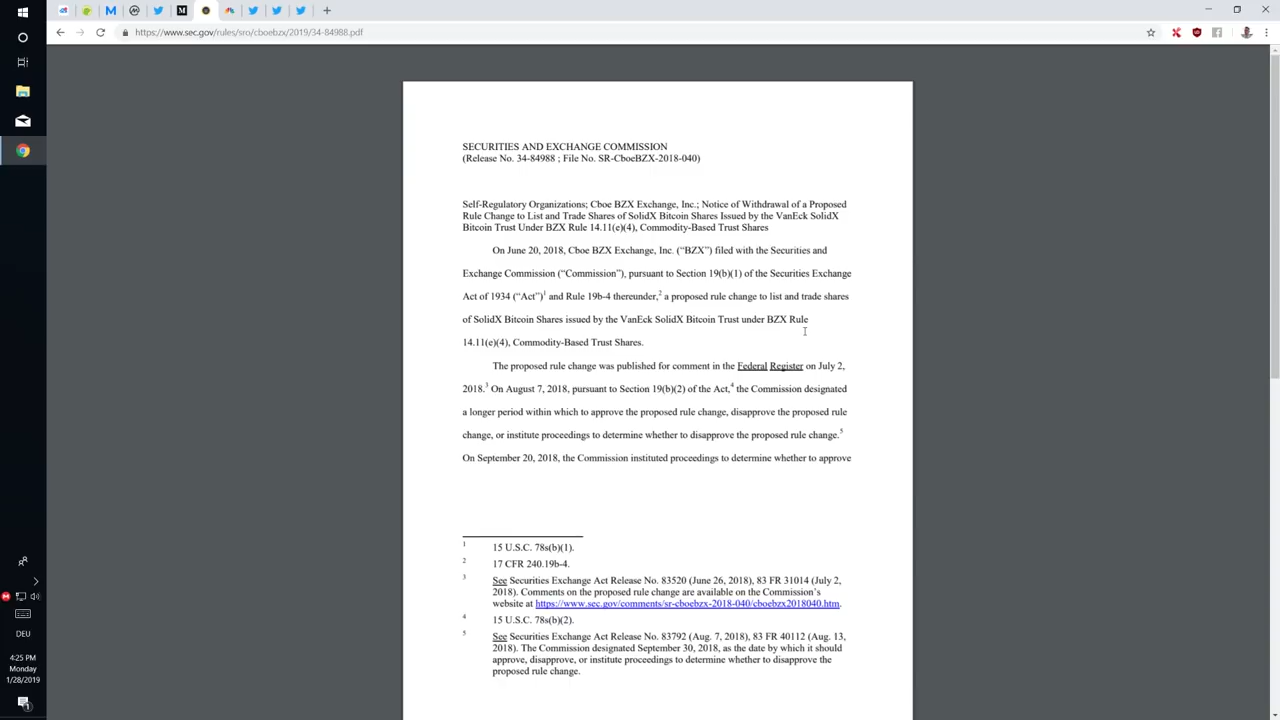 https://www.sec.gov/rules/sro/cboebzx/2019/34-84988.pdf
SECURITIES AND EXCHANGE COMMISSION
(Release No. 34-84988 ; File No. SR-CboeBZX-2018-040)
Self-Regulatory Organizations; Cboe BZX Exchange, Inc.; Notice of Withdrawal of a Proposed
Rule Change to List and Trade Shares of SolidX Bitcoin Shares Issued by the VanEck SolidX
Bitcoin Trust Under BZX Rule 14.11(e)(4), Commodity-Based Trust Shares
On June 20, 2018, Cboe BZX Exchange, Inc. (“BZX”) filed with the Securities and
Exchange Commission (“Commission”), pursuant to Section 19(b)(1) of the Securities Exchange
Act of 1934 (“Act”)1 and Rule 19b-4 thereunder,2 a proposed rule change to list and trade shares
of SolidX Bitcoin Shares issued by the VanEck SolidX Bitcoin Trust under BZX Rule
14.11(e)(4), Commodity-Based Trust Shares.
The proposed rule change was published for comment in the Federal Register on July 2,
2018.3 On August 7, 2018, pursuant to Section 19(b)(2) of the Act,4 the Commission designated
a longer period within which to approve the proposed rule change, disapprove the proposed rule
change, or institute proceedings to determine whether to disapprove the proposed rule change.5
On September 20, 2018, the Commission instituted proceedings to determine whether to approve
1 15 U.S.C. 78s(b)(1).
2 17 CFR 240.19b-4.
3 See Securities Exchange Act Release No. 83520 (June 26, 2018), 83 FR 31014 (July 2,
2018). Comments on the proposed rule change are available on the Commission’s
website at https://www.sec.gov/comments/sr-cboebzx-2018-040/cboebzx2018040.htm.
4 15 U.S.C. 78s(b)(2).
5 See Securities Exchange Act Release No. 83792 (Aug. 7, 2018), 83 FR 40112 (Aug. 13,
2018). The Commission designated September 30, 2018, as the date by which it should
approve, disapprove, or institute proceedings to determine whether to disapprove the
proposed rule change.
DEU
4:25 PM
Monday
1/28/2019